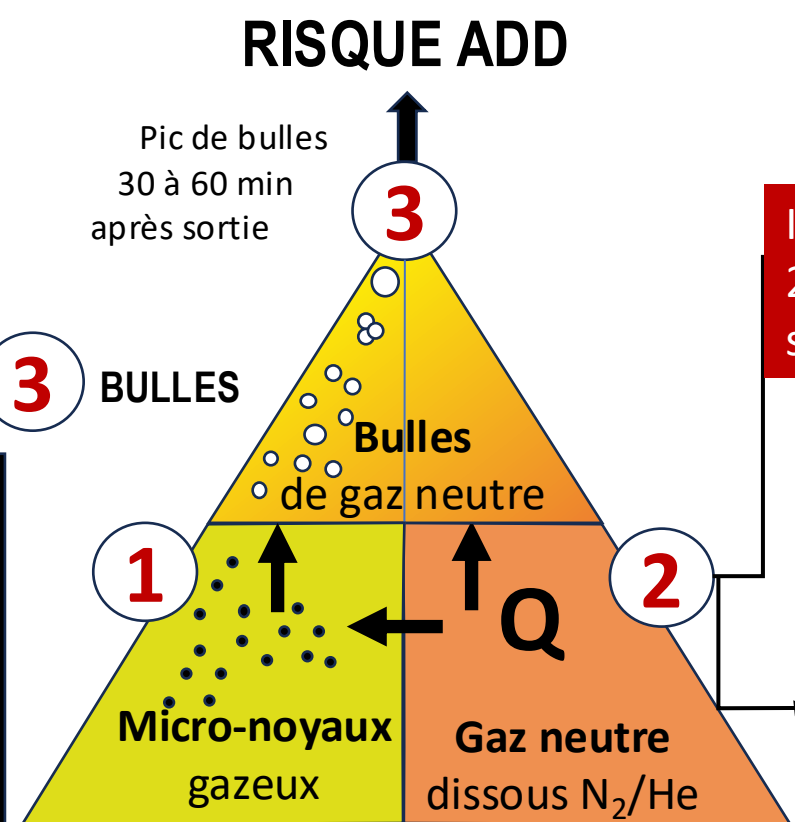 RISQUE ADD
Pic de bulles
30 à 60 min
après sortie
3
3
BULLES
Bulles
de gaz neutre
1
2
Q
Micro-noyaux
gazeux
Gaz neutre
dissous N₂/He